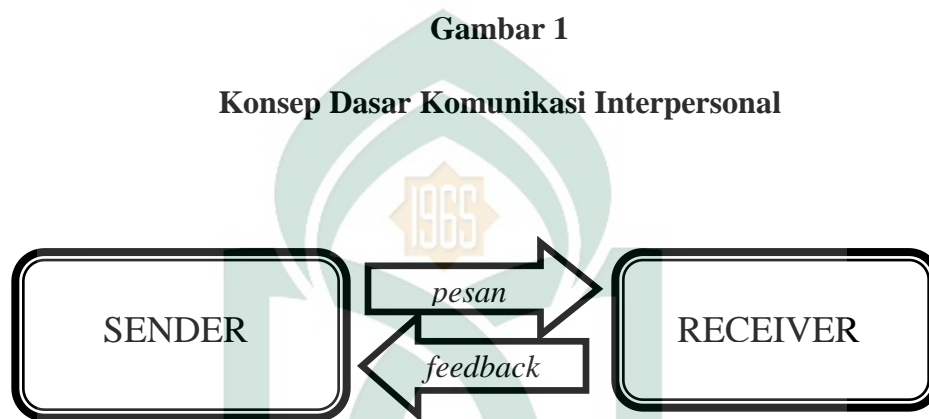 Gambar 1
Konsep Dasar Komunikasi Interpersonal
1965
SENDER
pesan
RECEIVER
feedback